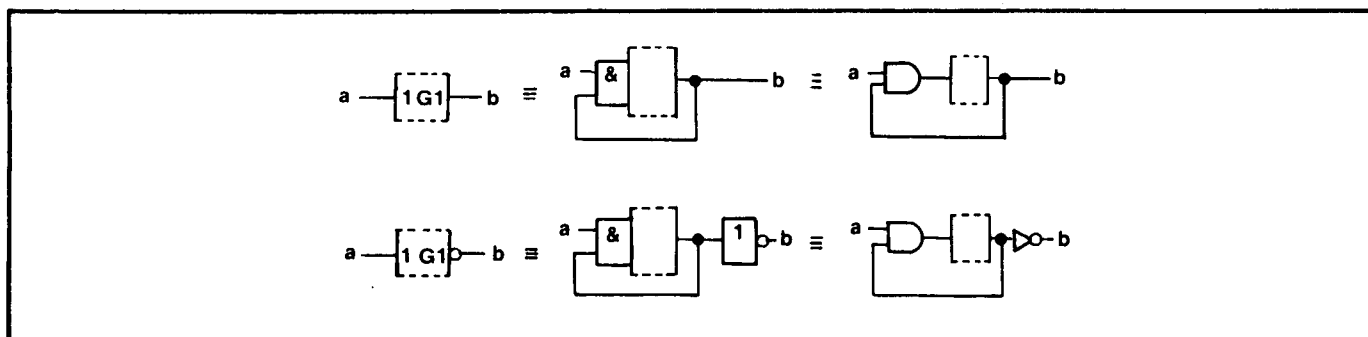 a 1 G1 b ≡ a & b ≡ a b
a 1 G1 b ≡ a & 1 b ≡ a b